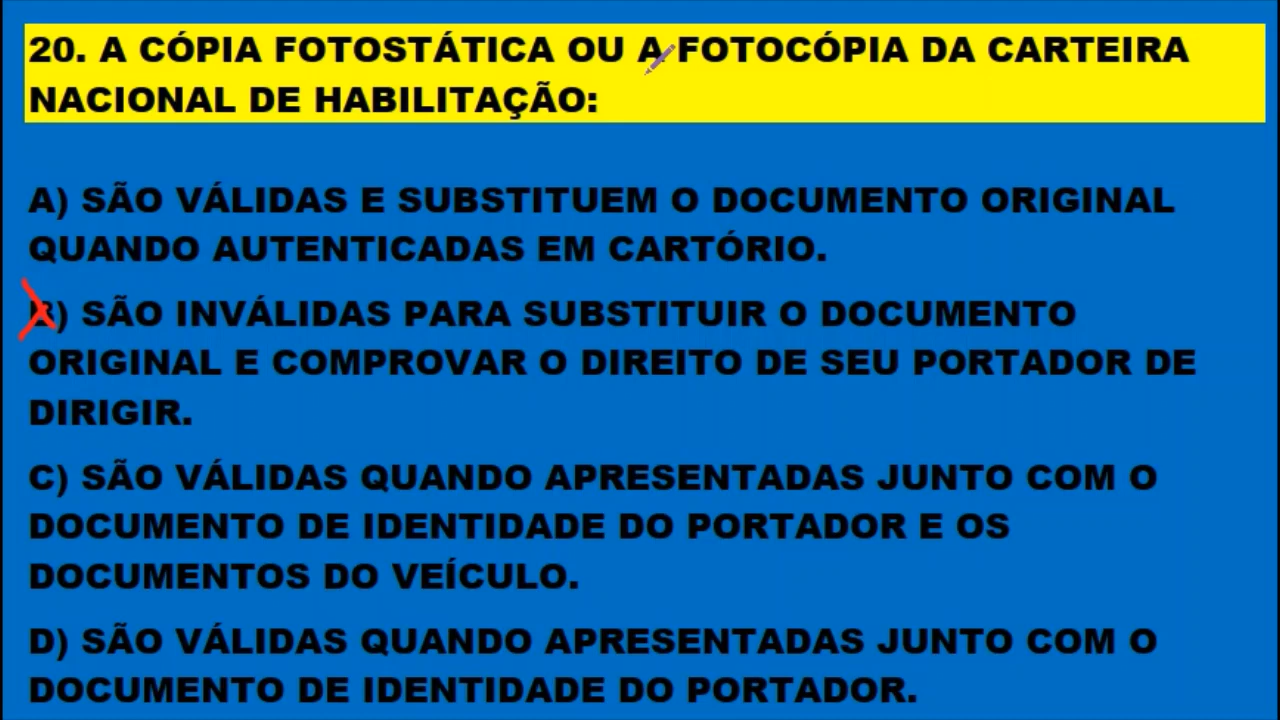 20. A CÓPIA FOTOSTÁTICA OU A FOTOCÓPIA DA CARTEIRA
NACIONAL DE HABILITAÇÃO:
A) SÃO VÁLIDAS E SUBSTITUEM O DOCUMENTO ORIGINAL
QUANDO AUTENTICADAS EM CARTÓRIO.
B) SÃO INVÁLIDAS PARA SUBSTITUIR O DOCUMENTO
ORIGINAL E COMPROVAR O DIREITO DE SEU PORTADOR DE
DIRIGIR.
C) SÃO VÁLIDAS QUANDO APRESENTADAS JUNTO COM O
DOCUMENTO DE IDENTIDADE DO PORTADOR E OS
DOCUMENTOS DO VEÍCULO.
D) SÃO VÁLIDAS QUANDO APRESENTADAS JUNTO COM O
DOCUMENTO DE IDENTIDADE DO PORTADOR.